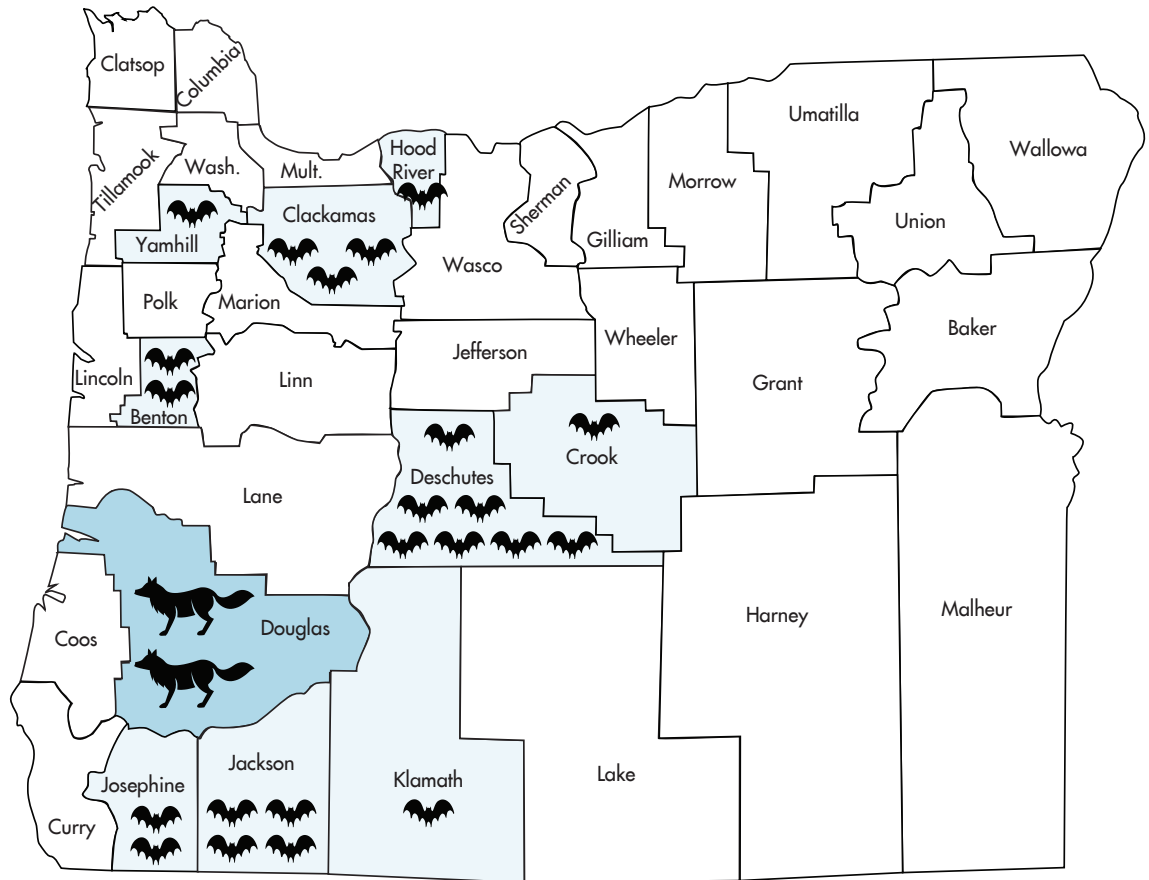 Clatsop
Columbia
Tillamook
Wash.
Mult.
Hood
River
Sherman
Gilliam
Morrow
Umatilla
Union
Wallowa
Yamhill
Clackamas
Wasco
Polk
Marion
Wheeler
Baker
Lincoln
Benton
Linn
Jefferson
Grant
Lane
Deschutes
Crook
Coos
Douglas
Harney
Malheur
Curry
Josephine
Jackson
Klamath
Lake